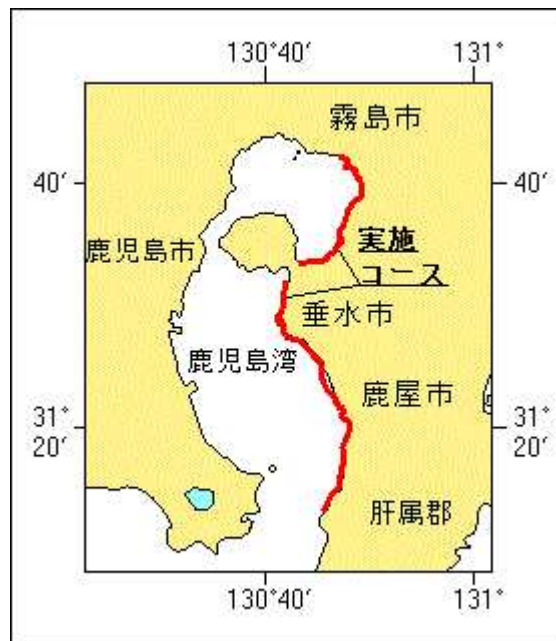 130°40′ 131°
霧島市
40′ 40′
鹿児島市
実施
コース
垂水市
鹿児島湾
鹿屋市
31° 31°
20′ 20′
肝属郡
130°40′ 131°